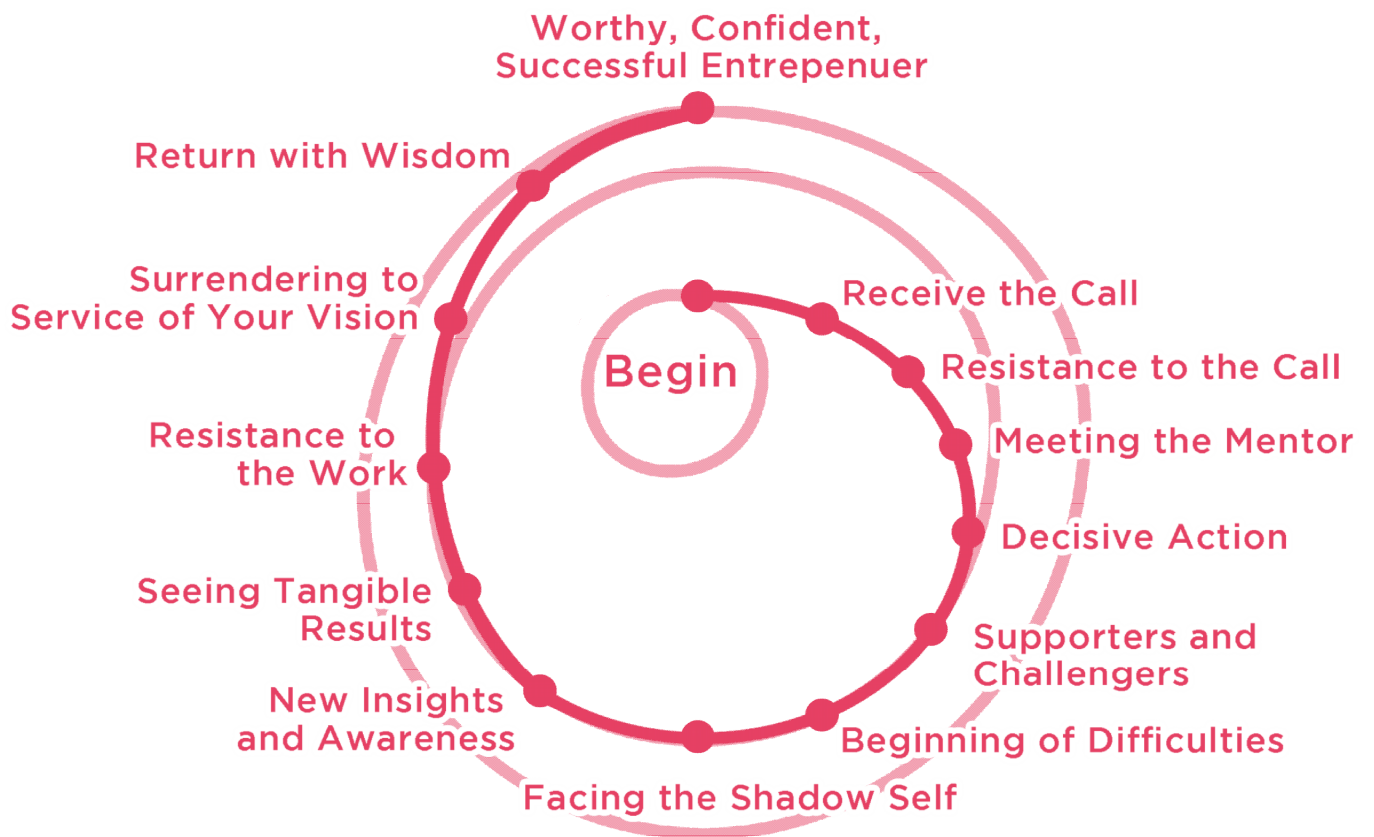 Begin
Receive the Call
Resistance to the Call
Meeting the Mentor
Decisive Action
Supporters and
Challengers
Beginning of Difficulties
Facing the Shadow Self
New Insights
and Awareness
Seeing Tangible
Results
Resistance to
the Work
Surrendering to
Service of Your Vision
Return with Wisdom
Worthy, Confident,
Successful Entrepenuer